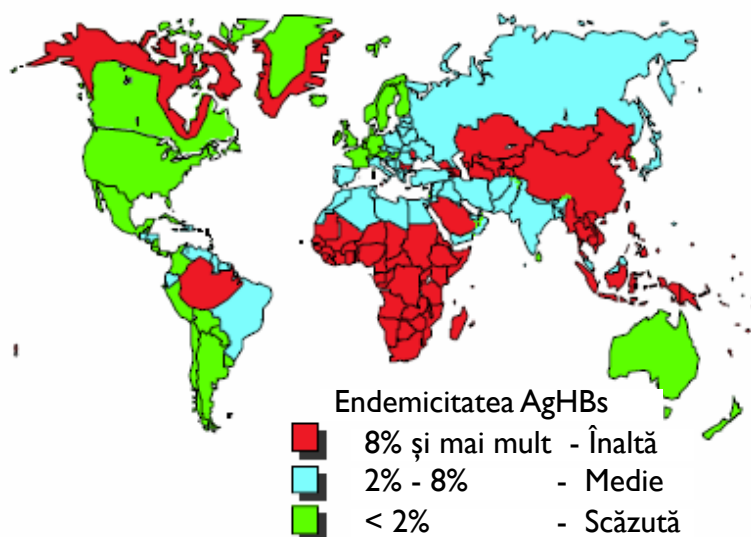 Endemicitatea AgHBs
8% și mai mult - Înaltă
2% - 8% - Medie
< 2% - Scăzută